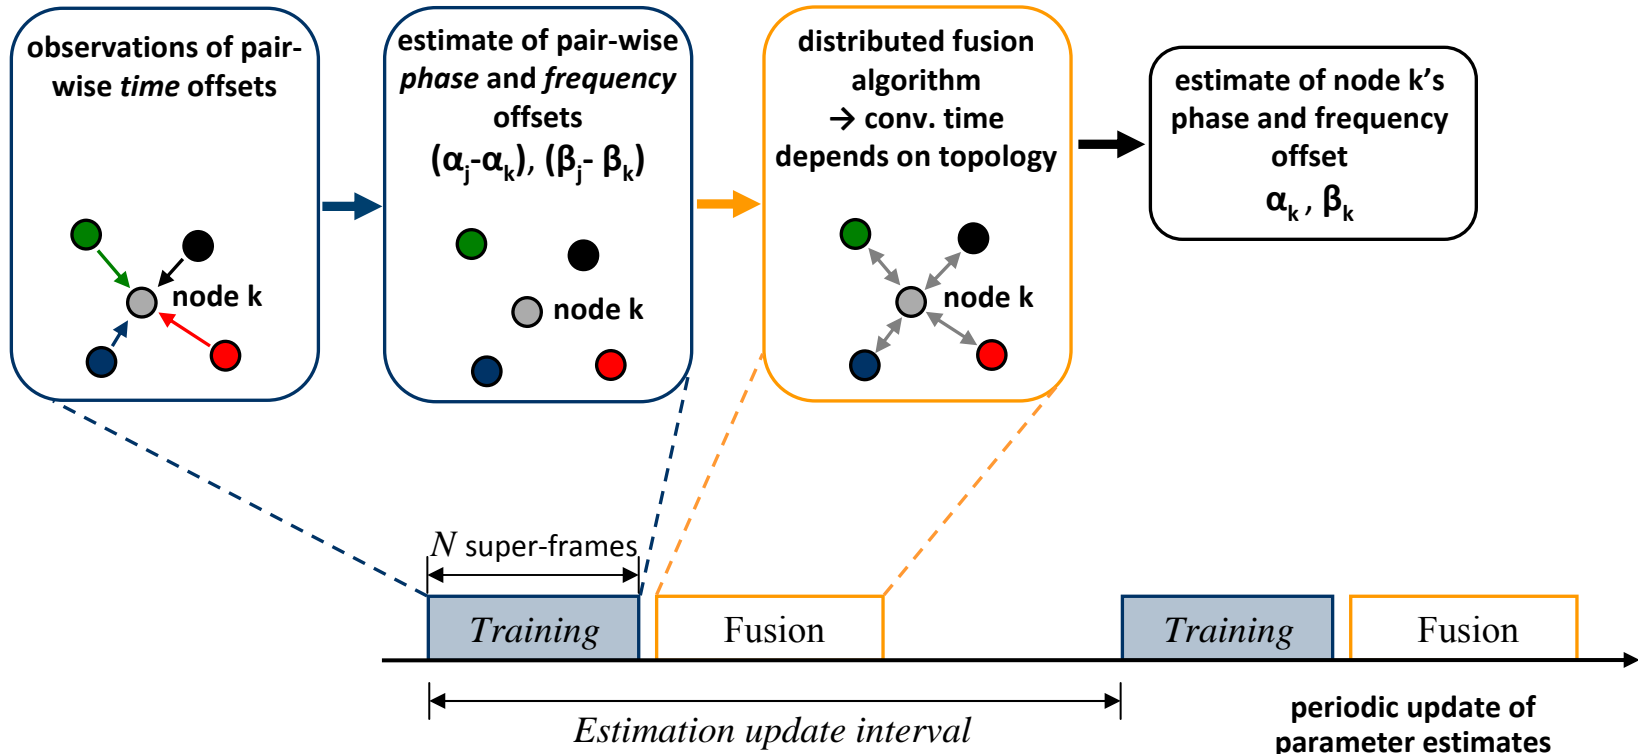 observations of pair-
wise time offsets
node k
estimate of pair-wise
phase and frequency
offsets
(αj-αk), (βj- βk)
node k
distributed fusion
algorithm
→ conv. time
depends on topology
node k
estimate of node k's
phase and frequency
offset
αk , βk
N super-frames
Training
Fusion
Training
Fusion
Estimation update interval
periodic update of
parameter estimates